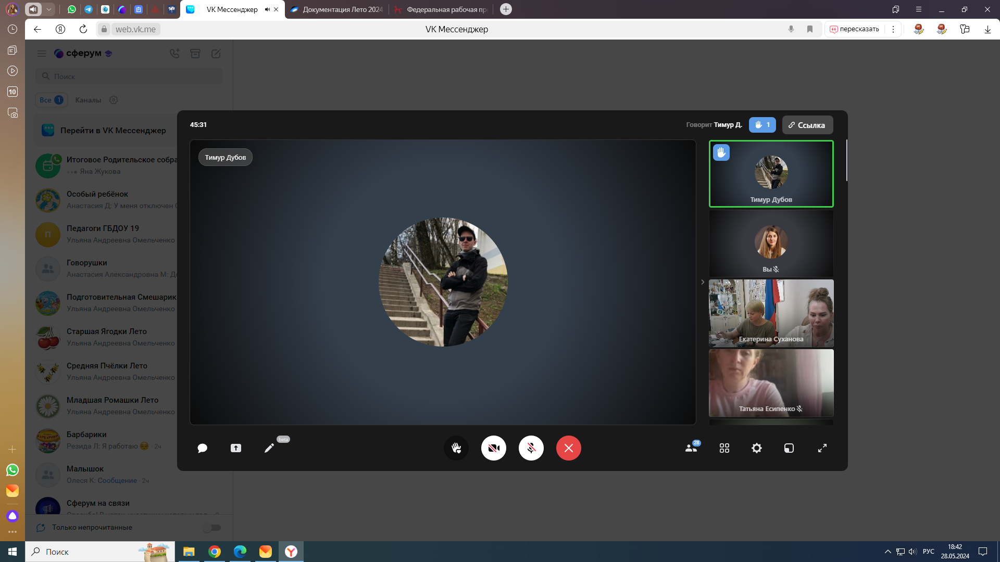 VK Мессенджер
Документация Лето 2024
Федеральная рабочая пр
web.vk.me
VK Мессенджер
пересказать
10
сферум
Поиск
Все 1
Каналы
Перейти в VK Мессенджер
Итоговое Родительское собра
Яна Жукова
Особый ребёнок
Анастасия Д: У меня отключен
Педагоги ГБДОУ 19
Ульяна Андреевна Омельченко
П
Говорушки
Анастасия Александровна М:
Подготовительная Смешарик
Ульяна Андреевна Омельченко
Старшая Ягодки Лето
Ульяна Андреевна Омельченко
Средняя Пчёлки Лето
Ульяна Андреевна Омельченко
Младшая Ромашки Лето
Ульяна Андреевна Омельченко
Барбарики
Резида Л: Я работаю 😔 · 2ч
Малышок
Олеся К: Сообщение · 2ч
Сферум на связи
Только непрочитанные
45:31
Говорит Тимур Д.
1
Ссылка
Тимур Дубов
Тимур Дубов
Вы
Екатерина Суханова
Татьяна Есипенко
beta
28
Поиск
РУС
18:42
28.05.2024